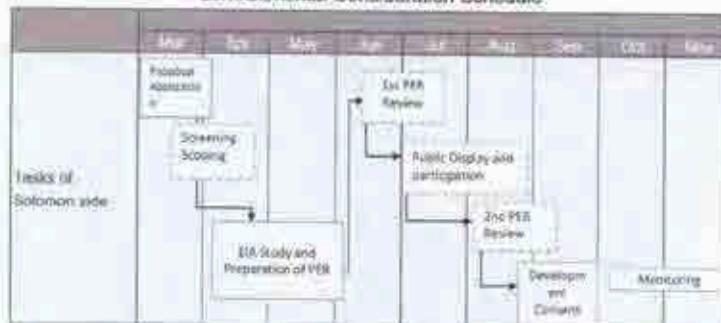 Mar Apr May Jun Jul Aug Sep Oct Nov
Proposal
Screening
Scoping
Tasks of
Solomon side
EIA Study and
Preparation of PER
1st PER
Review
Public Display and
participation
2nd PER
Review
Developm
ent
Consent
Monitoring